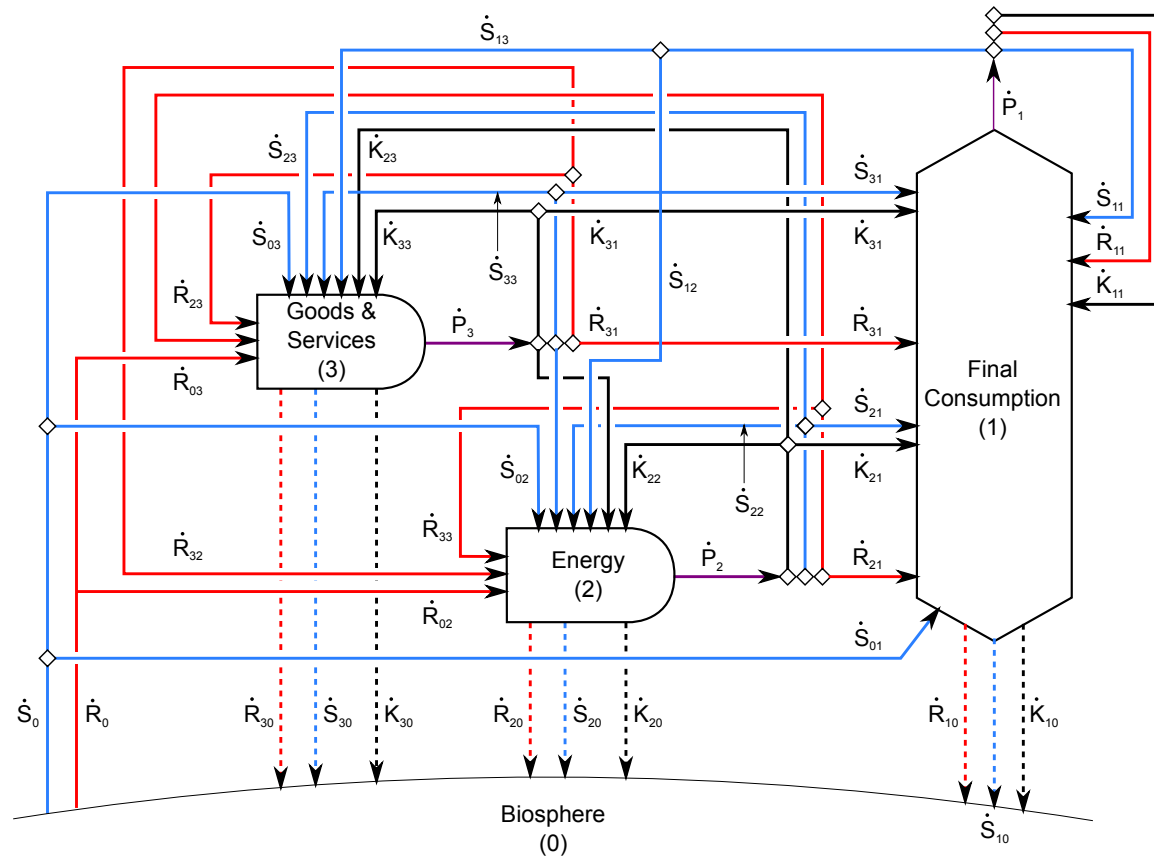 Ṡ13
Ṗ1
Ṡ23
K̇23
Ṡ31
Ṡ11
Ṡ03
K̇33
Ṡ33
K̇31
K̇31
Ṙ11
Ṙ23
Ṡ12
K̇11
Goods &
Services
(3)
Ṗ3
Ṙ31
Ṙ31
Ṙ03
Final
Consumption
(1)
Ṡ21
Ṡ02
K̇22
Ṡ22
K̇21
Ṙ33
Ṙ32
Energy
(2)
Ṗ2
Ṙ21
Ṙ02
Ṡ01
Ṡ0
Ṙ0
Ṙ30
Ṡ30
K̇30
Ṙ20
Ṡ20
K̇20
Ṙ10
K̇10
Ṡ10
Biosphere
(0)